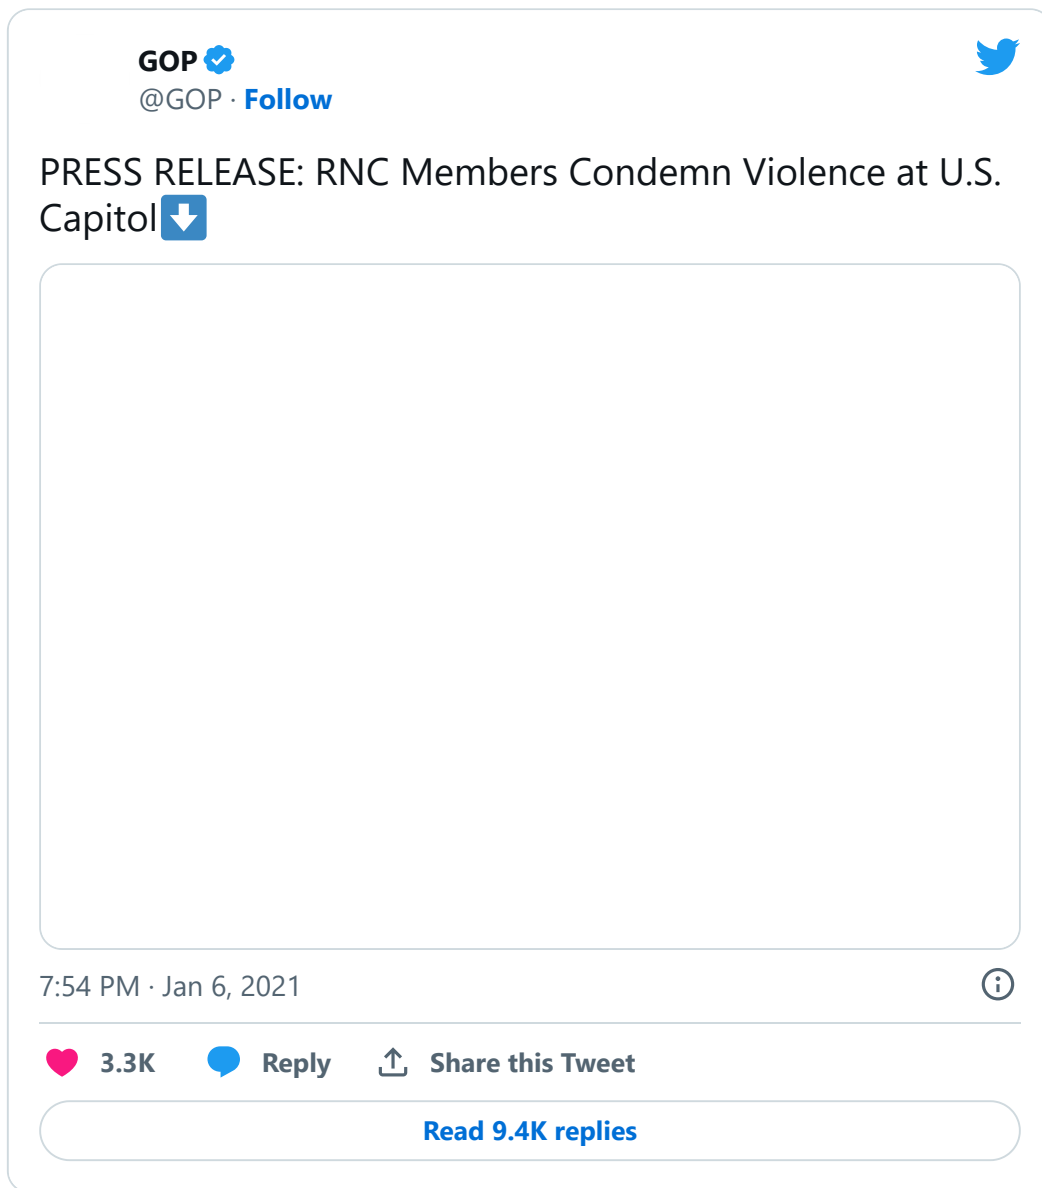 GOP
@GOP · Follow
PRESS RELEASE: RNC Members Condemn Violence at U.S.
Capitol⬇️
7:54 PM · Jan 6, 2021
3.3K Reply Share this Tweet
Read 9.4K replies